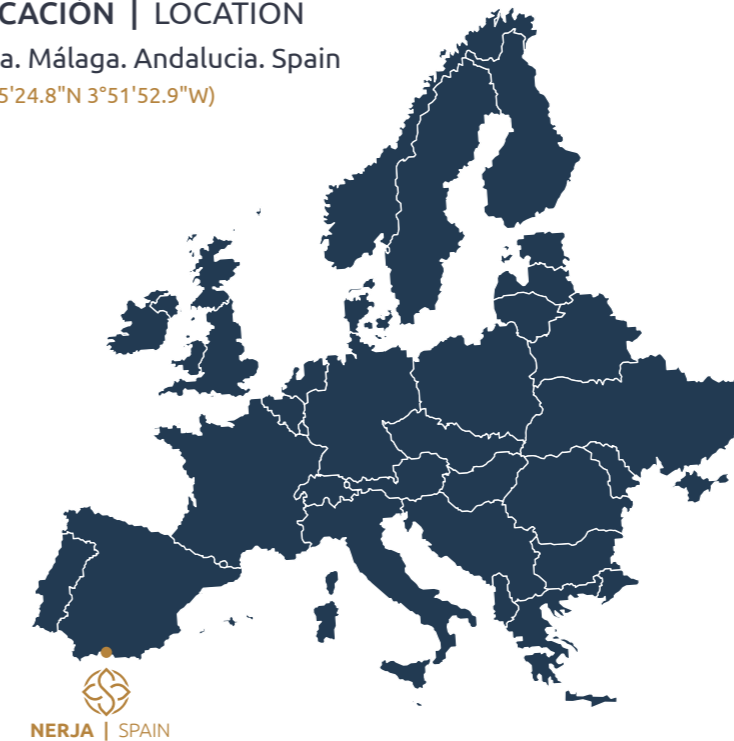 CACIÓN | LOCATION
a. Málaga. Andalucia. Spain
5'24.8"N 3°51'52.9"W)
NERJA | SPAIN